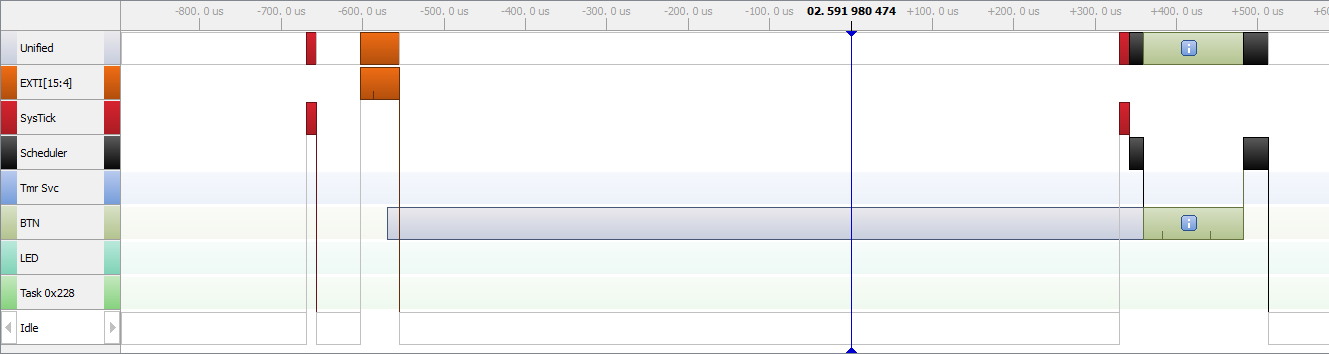 -800. 0 us -700. 0 us -600. 0 us -500. 0 us -400. 0 us -300. 0 us -200. 0 us -100. 0 us 02. 591 980 474 +100. 0 us +200. 0 us +300. 0 us +400. 0 us +500. 0 us
Unified
EXTI[15:4]
SysTick
Scheduler
Tmr Svc
BTN
LED
Task 0x228
Idle